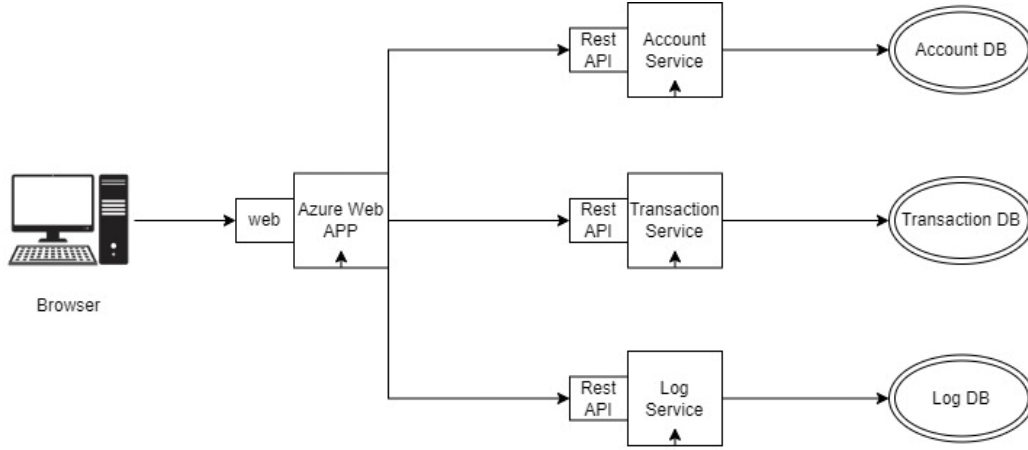 Rest
API
Account
Service
Account DB
web
Azure Web
APP
Rest
API
Transaction
Service
Transaction DB
Browser
Rest
API
Log
Service
Log DB